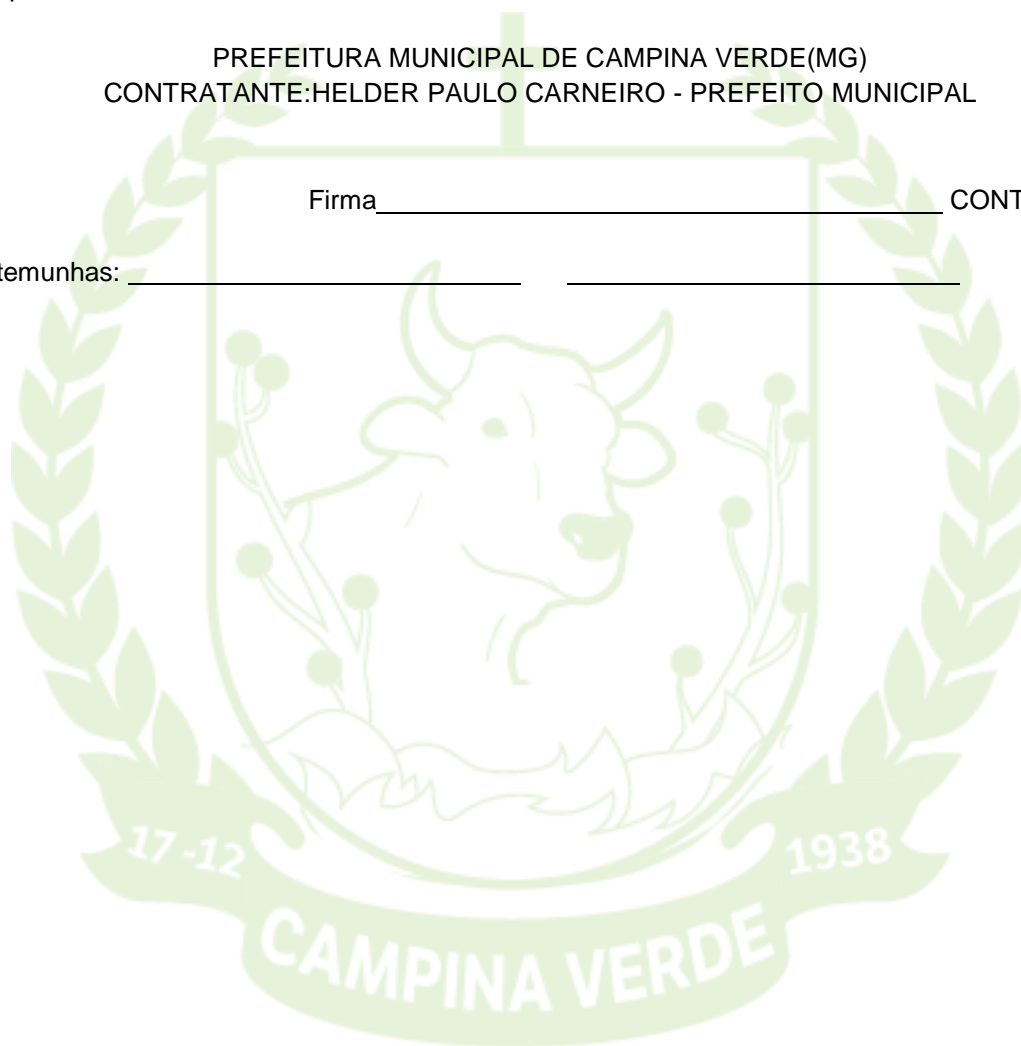 PREFEITURA MUNICIPAL DE CAMPINA VERDE(MG)
CONTRATANTE:HELDER PAULO CARNEIRO - PREFEITO MUNICIPAL
Firma CONT
temunhas:
17-12 1938
CAMPINA VERDE